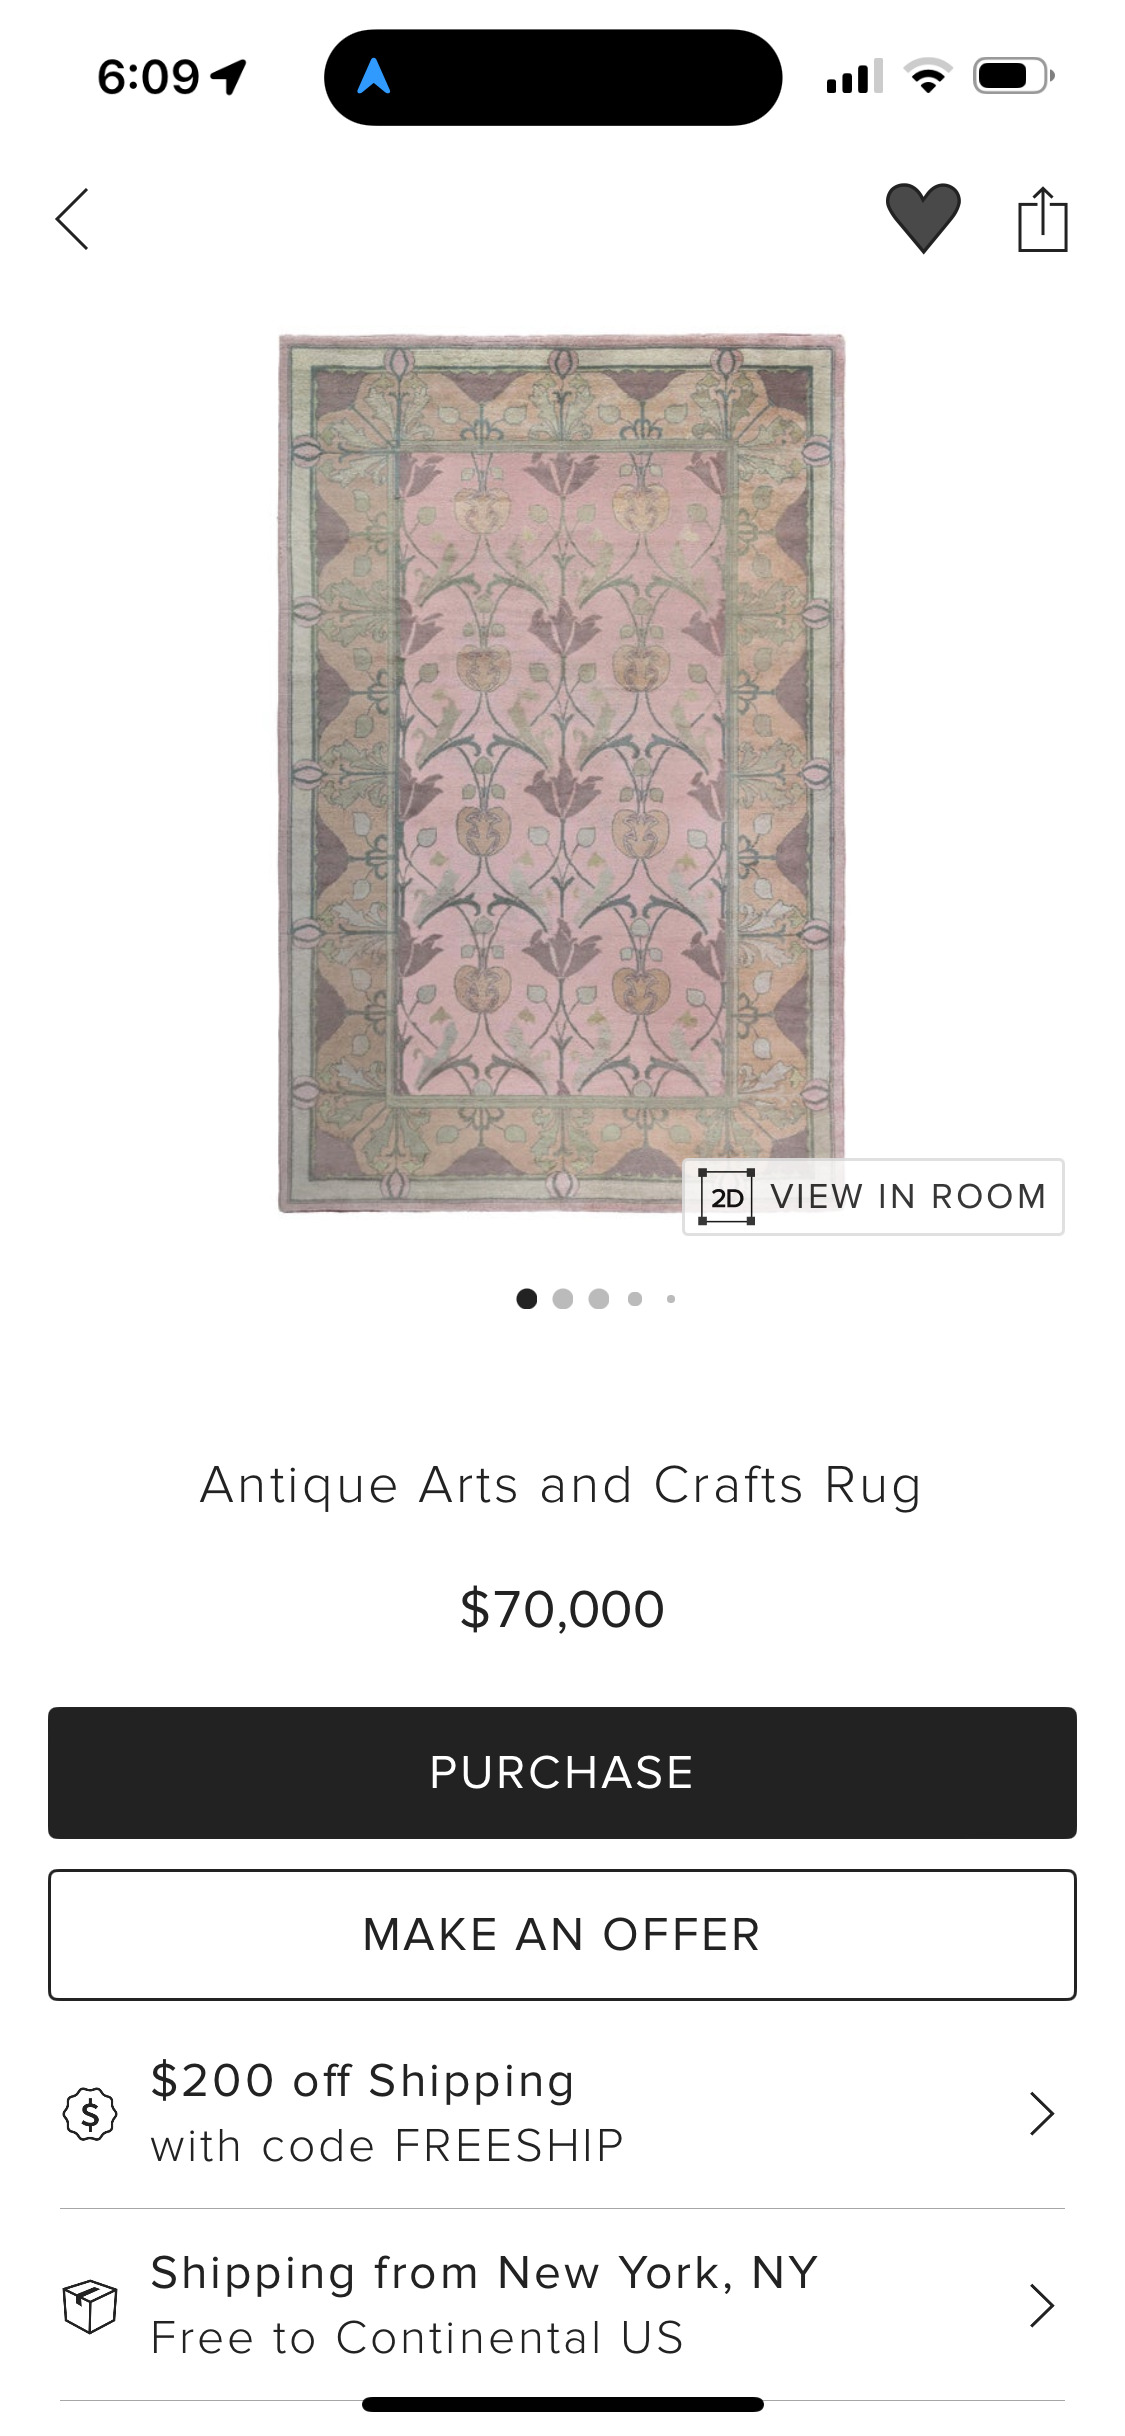 6:09
2D VIEW IN ROOM
Antique Arts and Crafts Rug
$70,000
PURCHASE
MAKE AN OFFER
$200 off Shipping
with code FREESHIP
Shipping from New York, NY
Free to Continental US